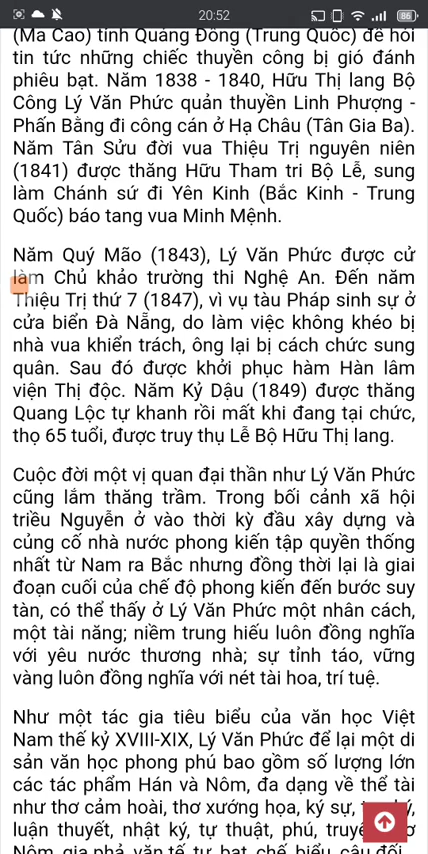 20:52
86
(Ma Cao) tỉnh Quảng Đông (Trung Quốc) để hỏi
tin tức những chiếc thuyền công bị gió đánh
phiêu bạt. Năm 1838 - 1840, Hữu Thị lang Bộ
Công Lý Văn Phức quản thuyền Linh Phượng -
Phấn Bằng đi công cán ở Hạ Châu (Tân Gia Ba).
Năm Tân Sửu đời vua Thiệu Trị nguyên niên
(1841) được thăng Hữu Tham tri Bộ Lễ, sung
làm Chánh sứ đi Yên Kinh (Bắc Kinh - Trung
Quốc) báo tang vua Minh Mệnh.
Năm Quý Mão (1843), Lý Văn Phức được cử
làm Chủ khảo trường thi Nghệ An. Đến năm
Thiệu Trị thứ 7 (1847), vì vụ tàu Pháp sinh sự ở
cửa biển Đà Nẵng, do làm việc không khéo bị
nhà vua khiển trách, ông lại bị cách chức sung
quân. Sau đó được khởi phục hàm Hàn lâm
viện Thị độc. Năm Kỷ Dậu (1849) được thăng
Quang Lộc tự khanh rồi mất khi đang tại chức,
thọ 65 tuổi, được truy thụ Lễ Bộ Hữu Thị lang.
Cuộc đời một vị quan đại thần như Lý Văn Phức
cũng lắm thăng trầm. Trong bối cảnh xã hội
triều Nguyễn ở vào thời kỳ đầu xây dựng và
củng cố nhà nước phong kiến tập quyền thống
nhất từ Nam ra Bắc nhưng đồng thời lại là giai
đoạn cuối của chế độ phong kiến đến bước suy
tàn, có thể thấy ở Lý Văn Phức một nhân cách,
một tài năng; niềm trung hiếu luôn đồng nghĩa
với yêu nước thương nhà; sự tỉnh táo, vững
vàng luôn đồng nghĩa với nét tài hoa, trí tuệ.
Như một tác gia tiêu biểu của văn học Việt
Nam thế kỷ XVIII-XIX, Lý Văn Phức để lại một di
sản văn học phong phú bao gồm số lượng lớn
các tác phẩm Hán và Nôm, đa dạng về thể tài
như thơ cảm hoài, thơ xướng họa, ký sự,
luận thuyết, nhật ký, tự thuật, phú,
Nôm, gia phả, văn tế, tự bạt, chế, biểu, câu đối